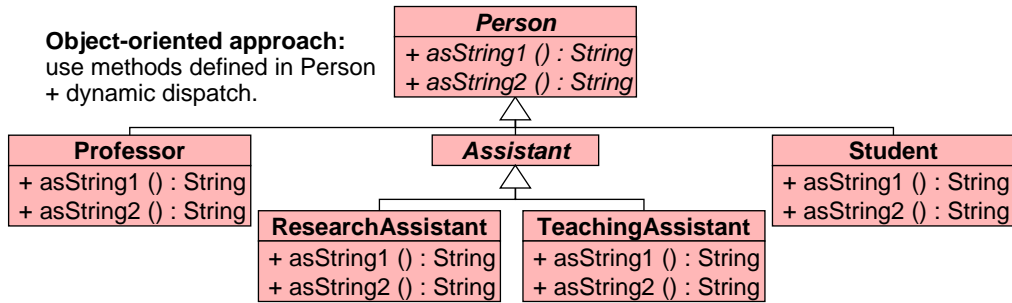 Person
Object-oriented approach:
+ asString1 () : String
use methods defined in Person
+ asString2 () : String
+ dynamic dispatch.
Professor
Assistant
Student
+ asString1 () : String
+ asString1 () : String
+ asString2 () : String
+ asString2 () : String
ResearchAssistant
TeachingAssistant
+ asString1 () : String
+ asString1 () : String
+ asString2 () : String
+ asString2 () : String